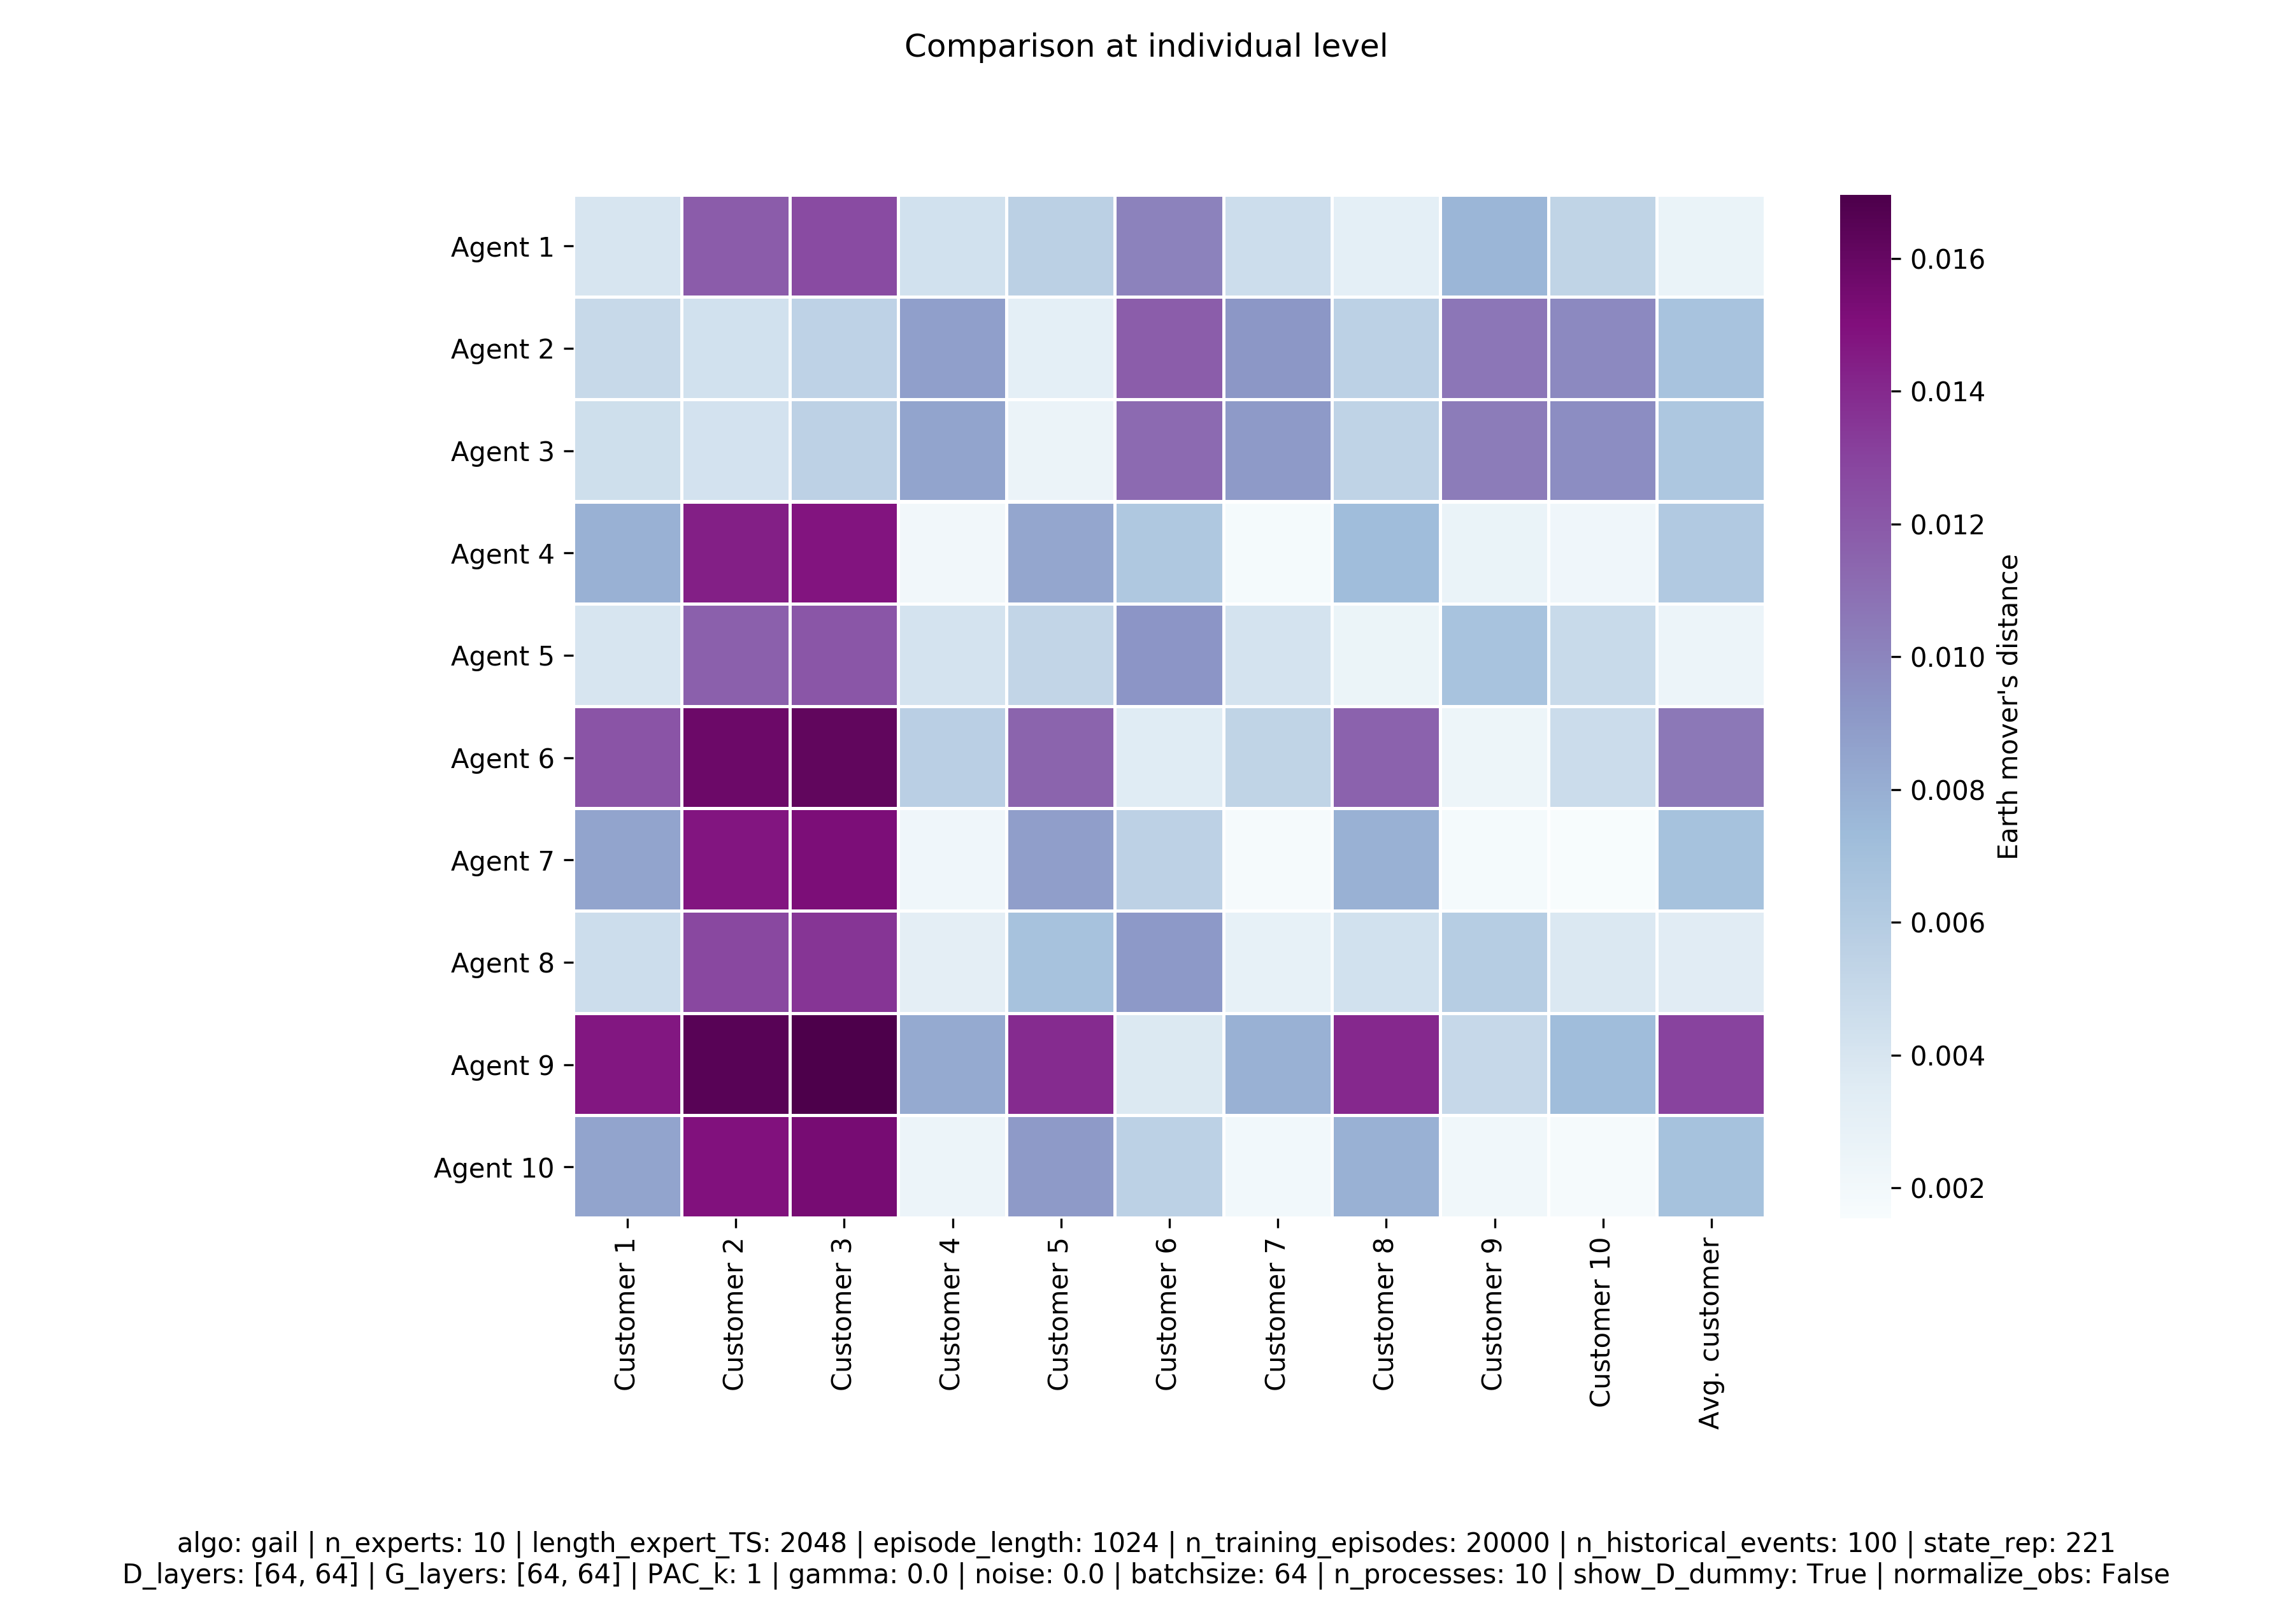 Comparison at individual level
Agent 1
Agent 2
Agent 3
Agent 4
Agent 5
Agent 6
Agent 7
Agent 8
Agent 9
Agent 10
Customer 1
Customer 2
Customer 3
Customer 4
Customer 5
Customer 6
Customer 7
Customer 8
Customer 9
Customer 10
Avg. customer
0.016
0.014
0.012
0.010
0.008
0.006
0.004
0.002
Earth mover's distance
algo: gail | n_experts: 10 | length_expert_TS: 2048 | episode_length: 1024 | n_training_episodes: 20000 | n_historical_events: 100 | state_rep: 221
D_layers: [64, 64] | G_layers: [64, 64] | PAC_k: 1 | gamma: 0.0 | noise: 0.0 | batchsize: 64 | n_processes: 10 | show_D_dummy: True | normalize_obs: False